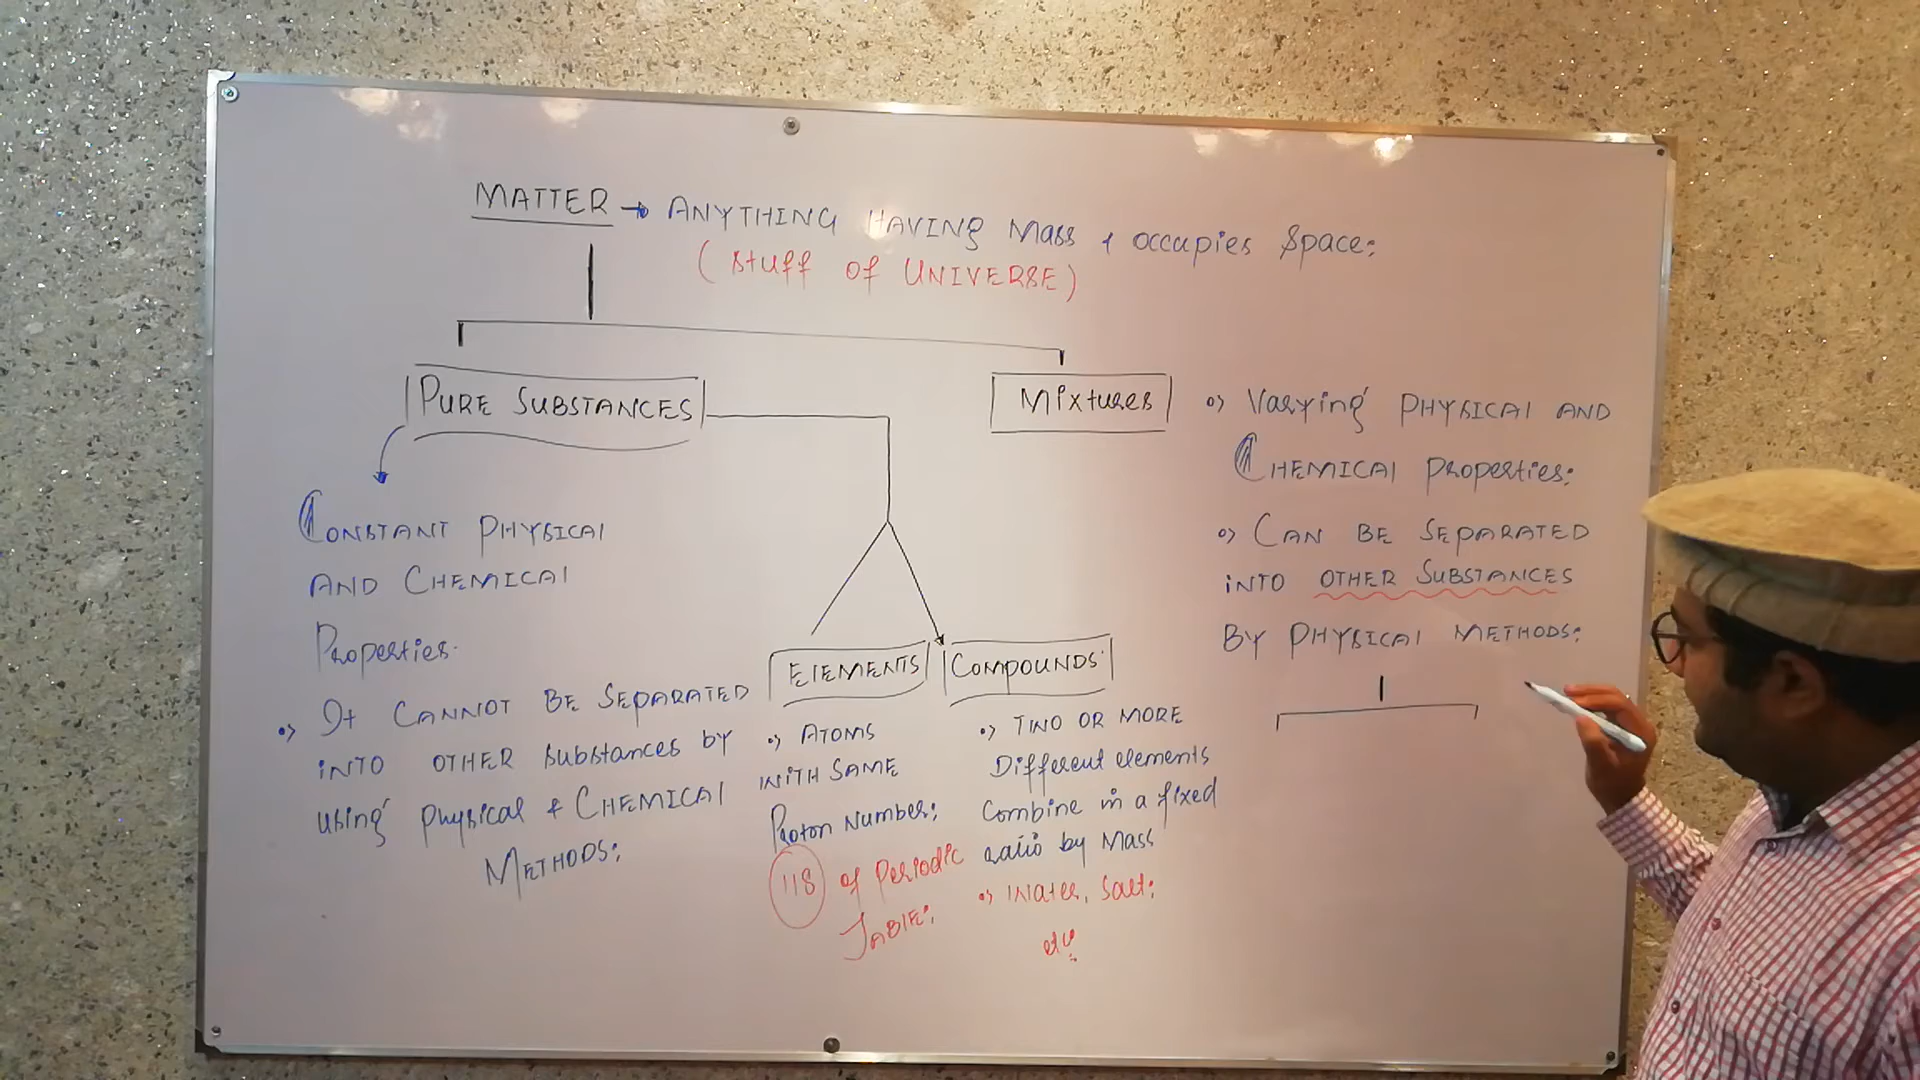 MATTER → ANYTHING HAVING Mass & occupies Space:
(stuff of UNIVERSE)
PURE SUBSTANCES
Mixtures
CONSTANT PHYSICAl
AND CHEMICAl
Properties.
•) It CANNOT BE SEPARATED
INTO OTHER substances by
using physical & CHEMICAl
METHODS:
ElEMENTS
•) ATOMS
WITH SAME
Proton Number;
118 of Periodic
TABlE:
COMPOUNDS:
•) TWO OR MORE
Different elements
Combine in a fixed
ratio by Mass
•) Water, Salt;
etc
•) Varying PHYSICAl AND
CHEMICAl Properties:
•) CAN BE SEPARATED
INTO OTHER SUBSTANCES
BY PHYSICAl METHODS: